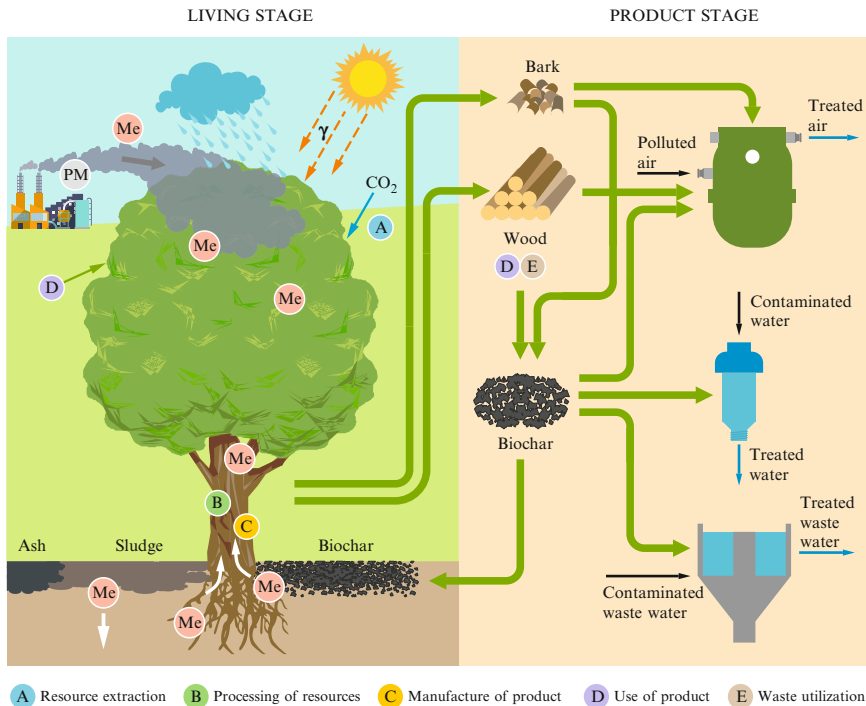 LIVING STAGE
PRODUCT STAGE
Me
γ
PM
CO2
A
Me
D
Me
Me
B
C
Ash
Sludge
Biochar
Me
Me
Me
Bark
Treated
air
Polluted
air
Wood
D
E
Contaminated
water
Biochar
Treated
water
Treated
waste
water
Contaminated
waste water
A Resource extraction
B Processing of resources
C Manufacture of product
D Use of product
E Waste utilization